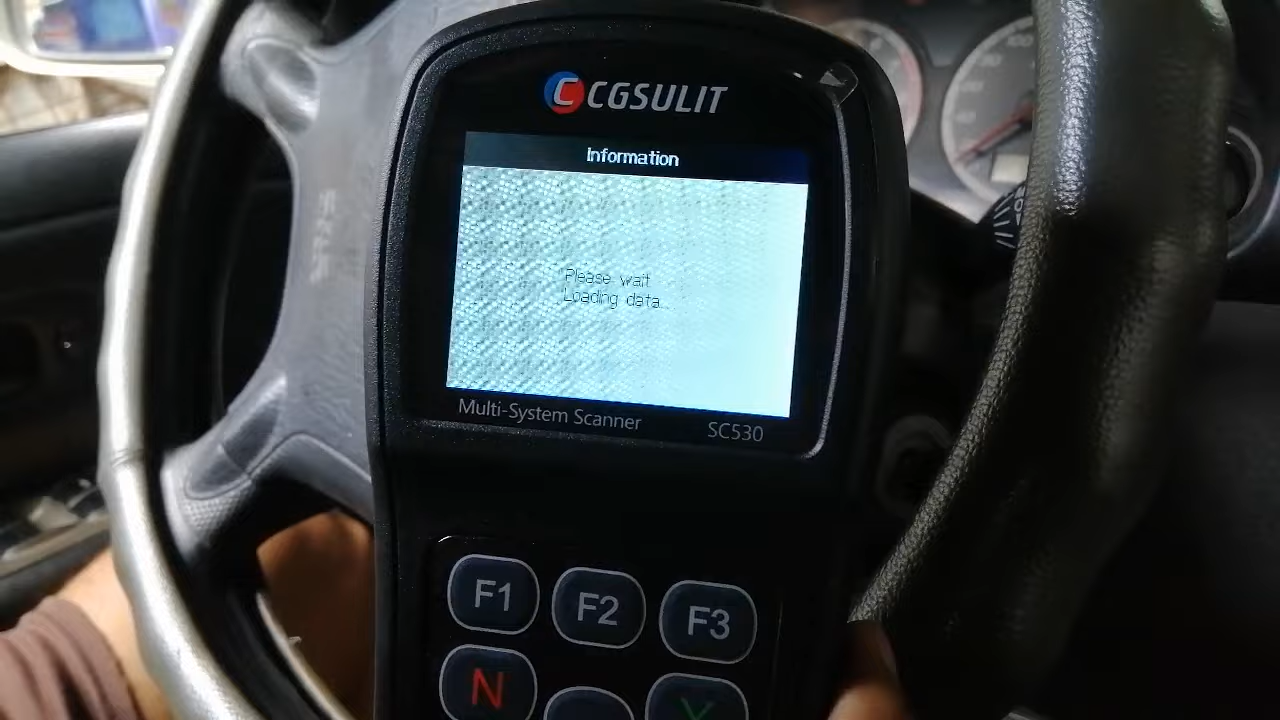 CGSULIT
Information
Please wait
Loading data...
Multi-System Scanner SC530
F1 F2 F3
N Y